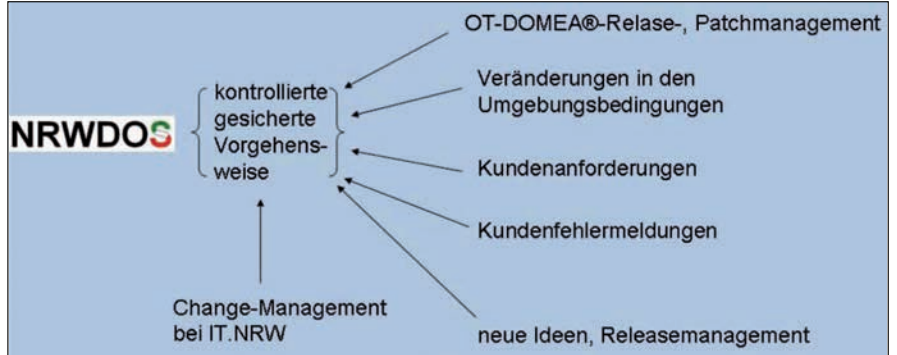 OT-DOMEA®-Relase-, Patchmanagement
Veränderungen in den
Umgebungsbedingungen
NRWDOS
kontrollierte
gesicherte
Vorgehens-
weise
Kundenanforderungen
Kundenfehlermeldungen
Change-Management
bei IT.NRW
neue Ideen, Releasemanagement